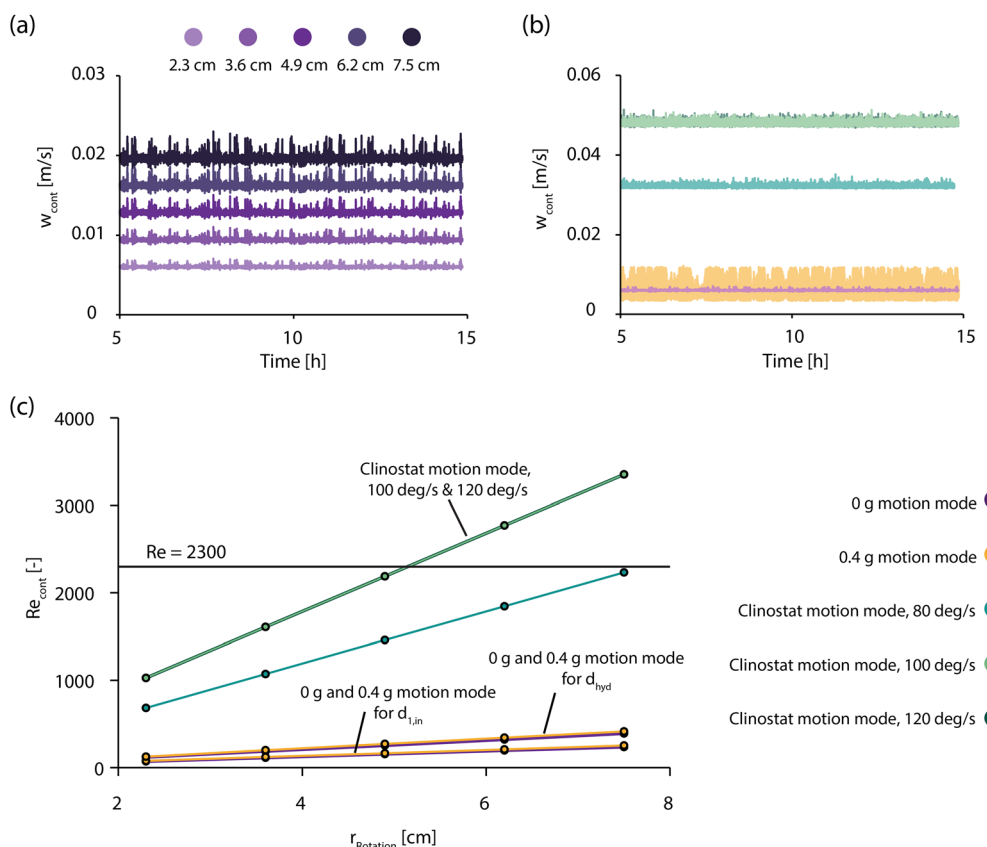 (a)
2.3 cm 3.6 cm 4.9 cm 6.2 cm 7.5 cm
0.03
0.02
0.01
0
w_cont [m/s]
5 10 15
Time [h]
(b)
0.06
0.04
0.02
0
w_cont [m/s]
5 10 15
Time [h]
(c)
4000
3000
2000
1000
0
Re_cont [-]
Clinostat motion mode,
100 deg/s & 120 deg/s
Re = 2300
0 g and 0.4 g motion mode
for d_1,in
0 g and 0.4 g motion mode
for d_hyd
2 4 6 8
r_Rotation [cm]
0 g motion mode
0.4 g motion mode
Clinostat motion mode, 80 deg/s
Clinostat motion mode, 100 deg/s
Clinostat motion mode, 120 deg/s